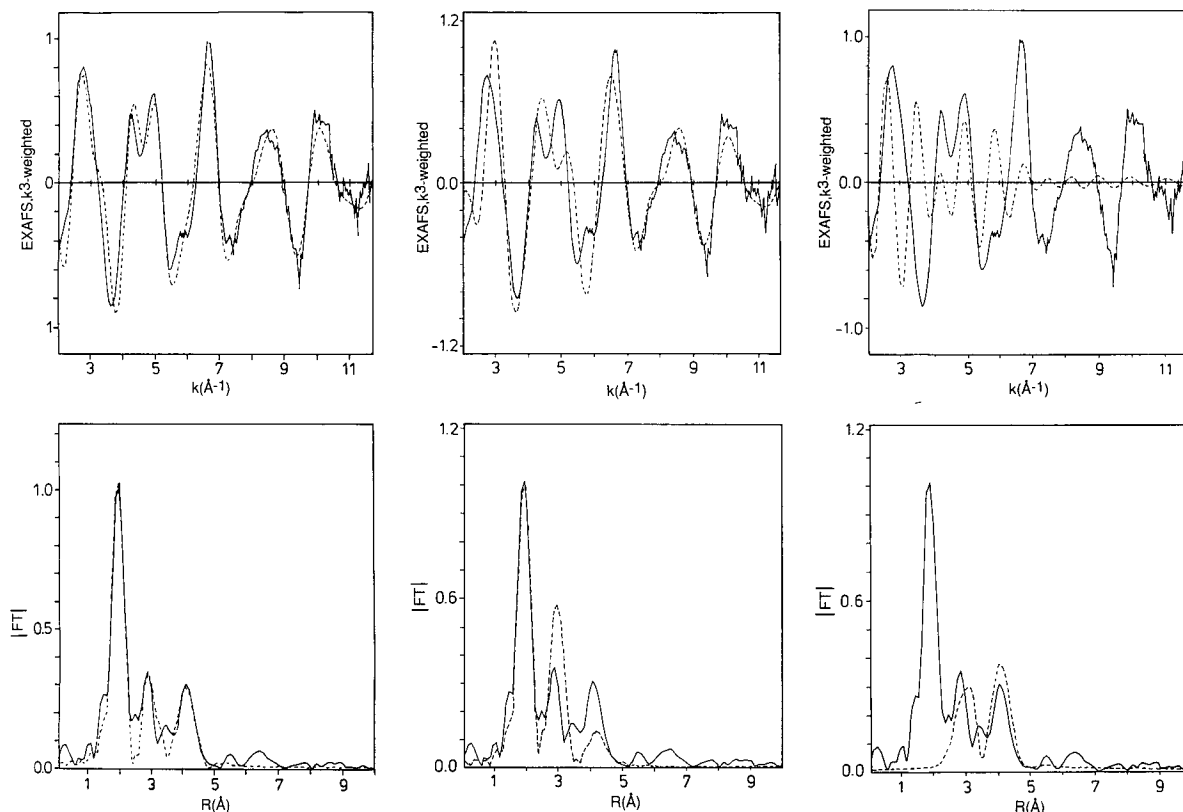 1
0
1
EXAFS,k³-weighted
3 5 7 9 11
k(Å⁻¹)
1.2
0.0
-1.2
EXAFS,k³-weighted
3 5 7 9 11
k(Å⁻¹)
1.0
0.0
-1.0
EXAFS,k³-weighted
3 5 7 9 11
k(Å⁻¹)
1.0
0.5
0.0
|FT|
1 3 5 7 9
R(Å)
1.2
0.6
0.0
|FT|
1 3 5 7 9
R(Å)
1.2
0.6
0.0
|FT|
1 3 5 7 9
R(Å)